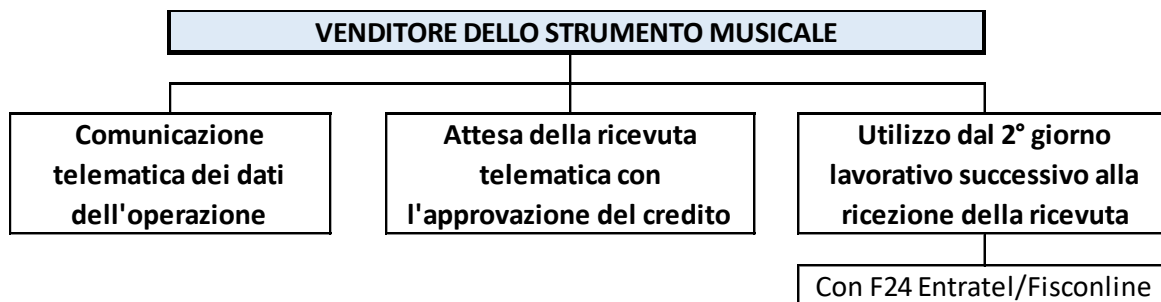 VENDITORE DELLO STRUMENTO MUSICALE
Comunicazione
telematica dei dati
dell'operazione
Attesa della ricevuta
telematica con
l'approvazione del credito
Utilizzo dal 2° giorno
lavorativo successivo alla
ricezione della ricevuta
Con F24 Entratel/Fisconline